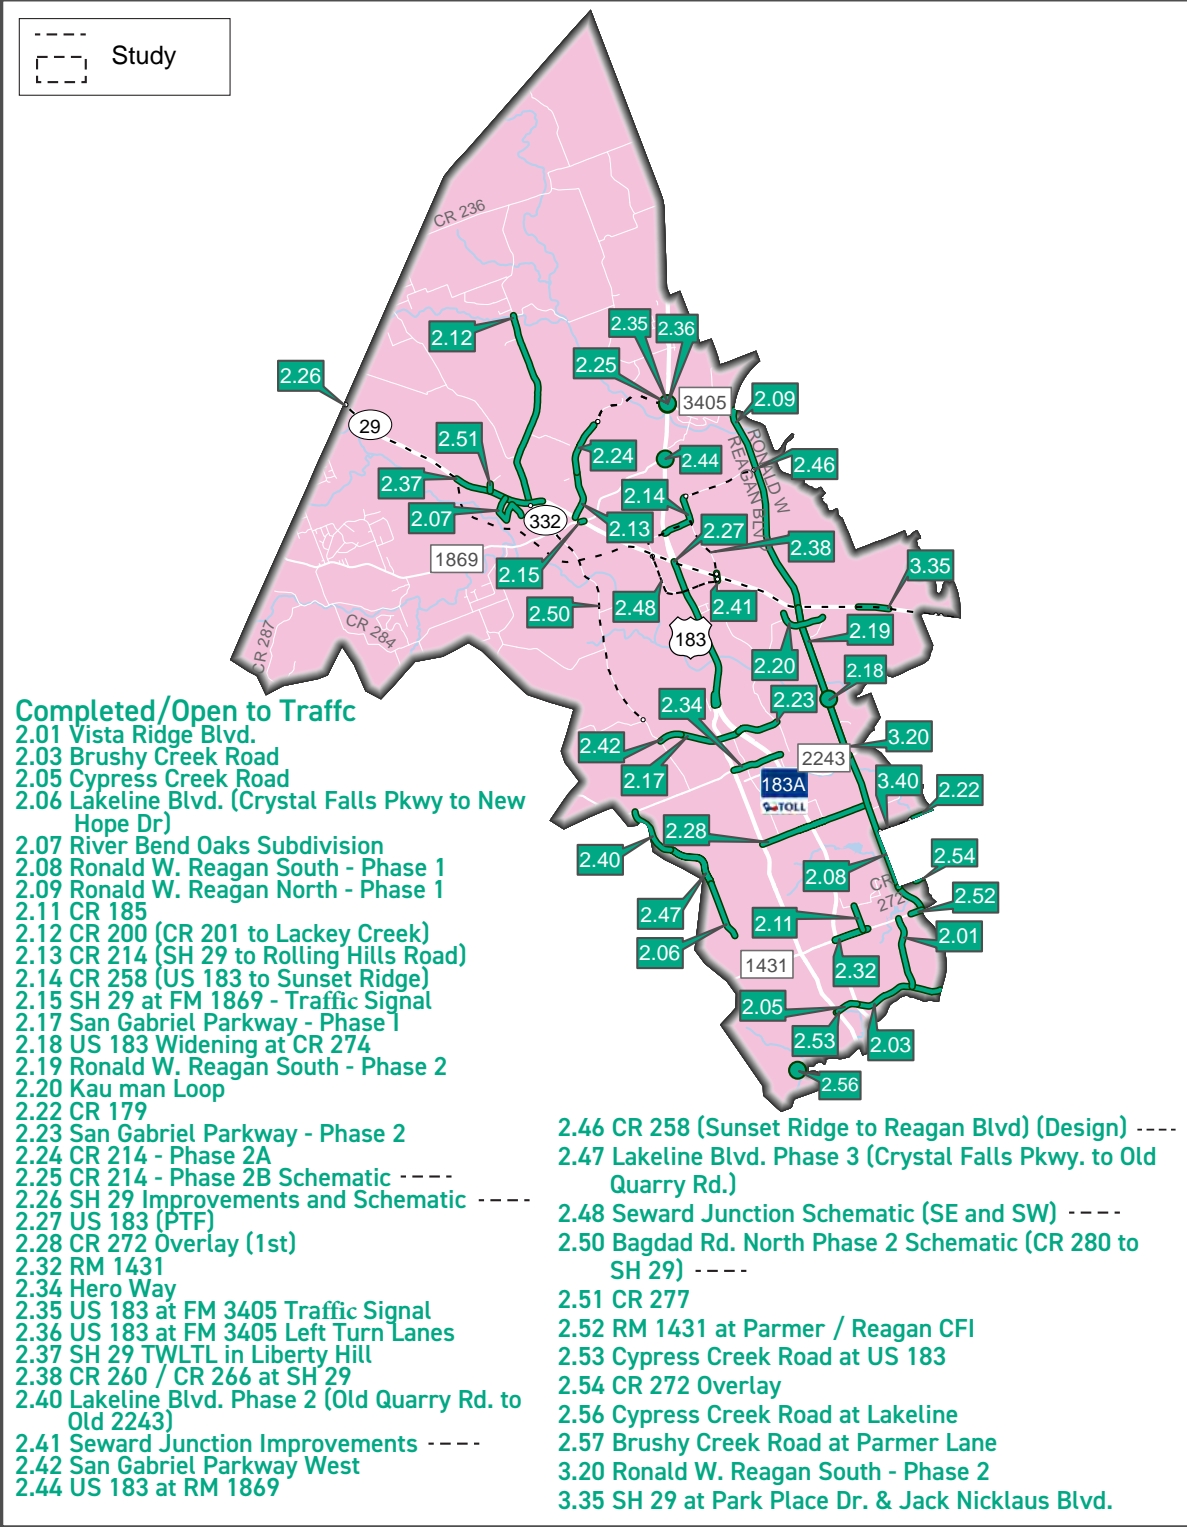 Study
CR 236
2.35
2.36
2.12
2.25
2.26
3405
2.09
29
RONALD W
REAGAN BLV
2.51
2.24
2.44
2.46
2.37
2.14
2.07
332
2.13
2.27
2.38
1869
2.15
3.35
2.50
2.48
2.41
CR 287
CR 284
183
2.19
2.20
2.18
2.34
2.23
2.42
3.20
2243
2.17
183A
TOLL
3.40
2.22
2.28
2.40
2.54
2.08
CR
272
2.52
2.47
2.11
2.01
2.06
1431
2.32
2.05
2.53
2.03
2.56
Completed/Open to Traffc
2.01 Vista Ridge Blvd.
2.03 Brushy Creek Road
2.05 Cypress Creek Road
2.06 Lakeline Blvd. (Crystal Falls Pkwy to New
Hope Dr)
2.07 River Bend Oaks Subdivision
2.08 Ronald W. Reagan South - Phase 1
2.09 Ronald W. Reagan North - Phase 1
2.11 CR 185
2.12 CR 200 (CR 201 to Lackey Creek)
2.13 CR 214 (SH 29 to Rolling Hills Road)
2.14 CR 258 (US 183 to Sunset Ridge)
2.15 SH 29 at FM 1869 - Traffic Signal
2.17 San Gabriel Parkway - Phase I
2.18 US 183 Widening at CR 274
2.19 Ronald W. Reagan South - Phase 2
2.20 Kau man Loop
2.22 CR 179
2.23 San Gabriel Parkway - Phase 2
2.24 CR 214 - Phase 2A
2.25 CR 214 - Phase 2B Schematic ----
2.26 SH 29 Improvements and Schematic ----
2.27 US 183 (PTF)
2.28 CR 272 Overlay (1st)
2.32 RM 1431
2.34 Hero Way
2.35 US 183 at FM 3405 Traffic Signal
2.36 US 183 at FM 3405 Left Turn Lanes
2.37 SH 29 TWLTL in Liberty Hill
2.38 CR 260 / CR 266 at SH 29
2.40 Lakeline Blvd. Phase 2 (Old Quarry Rd. to
Old 2243)
2.41 Seward Junction Improvements ----
2.42 San Gabriel Parkway West
2.44 US 183 at RM 1869
2.46 CR 258 (Sunset Ridge to Reagan Blvd) (Design) ----
2.47 Lakeline Blvd. Phase 3 (Crystal Falls Pkwy. to Old
Quarry Rd.)
2.48 Seward Junction Schematic (SE and SW) ----
2.50 Bagdad Rd. North Phase 2 Schematic (CR 280 to
SH 29) ----
2.51 CR 277
2.52 RM 1431 at Parmer / Reagan CFI
2.53 Cypress Creek Road at US 183
2.54 CR 272 Overlay
2.56 Cypress Creek Road at Lakeline
2.57 Brushy Creek Road at Parmer Lane
3.20 Ronald W. Reagan South - Phase 2
3.35 SH 29 at Park Place Dr. & Jack Nicklaus Blvd.